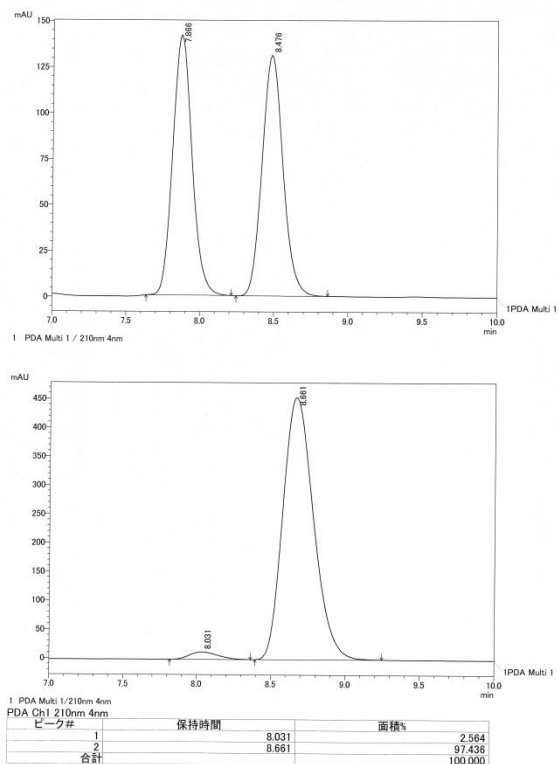 mAU
150
7.866
8.476
125
100
75
50
25
0
7.0 7.5 8.0 8.5 9.0 9.5 10.0
1PDA Multi 1
min
1 PDA Multi 1 / 210nm 4nm
mAU
450
8.661
400
350
300
250
200
150
100
50
8.031
0
7.0 7.5 8.0 8.5 9.0 9.5 10.0
1PDA Multi 1
min
1 PDA Multi 1/210nm 4nm
PDA Ch1 210nm 4nm
ピーク# 保持時間 面積%
1 8.031 2.564
2 8.661 97.436
合計 100.000